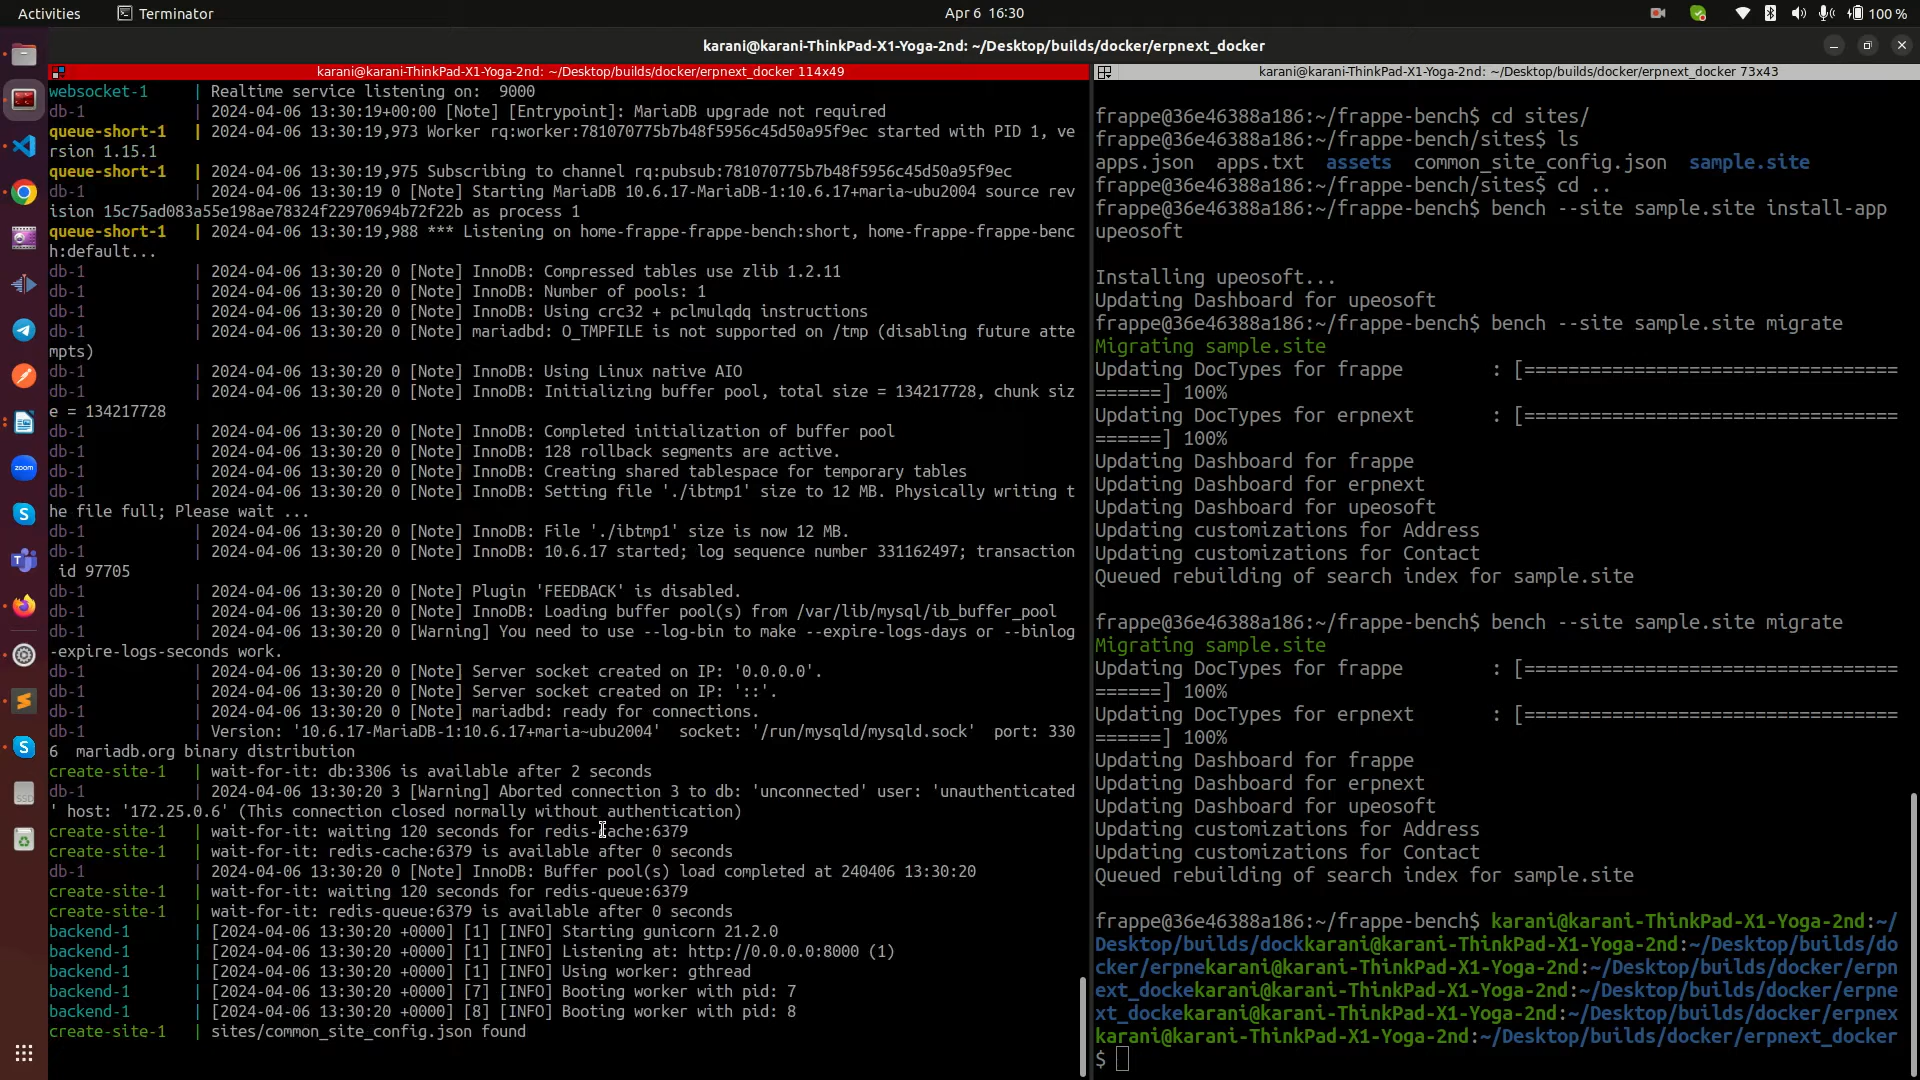 Activities
Terminator
Apr 6 16:30
100 %
karani@karani-ThinkPad-X1-Yoga-2nd: ~/Desktop/builds/docker/erpnext_docker
karani@karani-ThinkPad-X1-Yoga-2nd: ~/Desktop/builds/docker/erpnext_docker 114x49
websocket-1    | Realtime service listening on:  9000
db-1           | 2024-04-06 13:30:19+00:00 [Note] [Entrypoint]: MariaDB upgrade not required
queue-short-1  | 2024-04-06 13:30:19,973 Worker rq:worker:781070775b7b48f5956c45d50a95f9ec started with PID 1, ve
rsion 1.15.1
queue-short-1  | 2024-04-06 13:30:19,975 Subscribing to channel rq:pubsub:781070775b7b48f5956c45d50a95f9ec
db-1           | 2024-04-06 13:30:19 0 [Note] Starting MariaDB 10.6.17-MariaDB-1:10.6.17+maria~ubu2004 source rev
ision 15c75ad083a55e198ae78324f22970694b72f22b as process 1
queue-short-1  | 2024-04-06 13:30:19,988 *** Listening on home-frappe-frappe-bench:short, home-frappe-frappe-benc
h:default...
db-1           | 2024-04-06 13:30:20 0 [Note] InnoDB: Compressed tables use zlib 1.2.11
db-1           | 2024-04-06 13:30:20 0 [Note] InnoDB: Number of pools: 1
db-1           | 2024-04-06 13:30:20 0 [Note] InnoDB: Using crc32 + pclmulqdq instructions
db-1           | 2024-04-06 13:30:20 0 [Note] mariadbd: O_TMPFILE is not supported on /tmp (disabling future atte
mpts)
db-1           | 2024-04-06 13:30:20 0 [Note] InnoDB: Using Linux native AIO
db-1           | 2024-04-06 13:30:20 0 [Note] InnoDB: Initializing buffer pool, total size = 134217728, chunk siz
e = 134217728
db-1           | 2024-04-06 13:30:20 0 [Note] InnoDB: Completed initialization of buffer pool
db-1           | 2024-04-06 13:30:20 0 [Note] InnoDB: 128 rollback segments are active.
db-1           | 2024-04-06 13:30:20 0 [Note] InnoDB: Creating shared tablespace for temporary tables
db-1           | 2024-04-06 13:30:20 0 [Note] InnoDB: Setting file './ibtmp1' size to 12 MB. Physically writing t
he file full; Please wait ...
db-1           | 2024-04-06 13:30:20 0 [Note] InnoDB: File './ibtmp1' size is now 12 MB.
db-1           | 2024-04-06 13:30:20 0 [Note] InnoDB: 10.6.17 started; log sequence number 331162497; transaction
 id 97705
db-1           | 2024-04-06 13:30:20 0 [Note] Plugin 'FEEDBACK' is disabled.
db-1           | 2024-04-06 13:30:20 0 [Note] InnoDB: Loading buffer pool(s) from /var/lib/mysql/ib_buffer_pool
db-1           | 2024-04-06 13:30:20 0 [Warning] You need to use --log-bin to make --expire-logs-days or --binlog
-expire-logs-seconds work.
db-1           | 2024-04-06 13:30:20 0 [Note] Server socket created on IP: '0.0.0.0'.
db-1           | 2024-04-06 13:30:20 0 [Note] Server socket created on IP: '::'.
db-1           | 2024-04-06 13:30:20 0 [Note] mariadbd: ready for connections.
db-1           | Version: '10.6.17-MariaDB-1:10.6.17+maria~ubu2004'  socket: '/run/mysqld/mysqld.sock'  port: 330
6  mariadb.org binary distribution
create-site-1  | wait-for-it: db:3306 is available after 2 seconds
db-1           | 2024-04-06 13:30:20 3 [Warning] Aborted connection 3 to db: 'unconnected' user: 'unauthenticated
' host: '172.25.0.6' (This connection closed normally without authentication)
create-site-1  | wait-for-it: waiting 120 seconds for redis-cache:6379
create-site-1  | wait-for-it: redis-cache:6379 is available after 0 seconds
db-1           | 2024-04-06 13:30:20 0 [Note] InnoDB: Buffer pool(s) load completed at 240406 13:30:20
create-site-1  | wait-for-it: waiting 120 seconds for redis-queue:6379
create-site-1  | wait-for-it: redis-queue:6379 is available after 0 seconds
backend-1      | [2024-04-06 13:30:20 +0000] [1] [INFO] Starting gunicorn 21.2.0
backend-1      | [2024-04-06 13:30:20 +0000] [1] [INFO] Listening at: http://0.0.0.0:8000 (1)
backend-1      | [2024-04-06 13:30:20 +0000] [1] [INFO] Using worker: gthread
backend-1      | [2024-04-06 13:30:20 +0000] [7] [INFO] Booting worker with pid: 7
backend-1      | [2024-04-06 13:30:20 +0000] [8] [INFO] Booting worker with pid: 8
create-site-1  | sites/common_site_config.json found
karani@karani-ThinkPad-X1-Yoga-2nd: ~/Desktop/builds/docker/erpnext_docker 73x43
frappe@36e46388a186:~/frappe-bench$ cd sites/
frappe@36e46388a186:~/frappe-bench/sites$ ls
apps.json  apps.txt  assets  common_site_config.json  sample.site
frappe@36e46388a186:~/frappe-bench/sites$ cd ..
frappe@36e46388a186:~/frappe-bench$ bench --site sample.site install-app
upeosoft
Installing upeosoft...
Updating Dashboard for upeosoft
frappe@36e46388a186:~/frappe-bench$ bench --site sample.site migrate
Migrating sample.site
Updating DocTypes for frappe        : [==================================
======] 100%
Updating DocTypes for erpnext       : [==================================
======] 100%
Updating Dashboard for frappe
Updating Dashboard for erpnext
Updating Dashboard for upeosoft
Updating customizations for Address
Updating customizations for Contact
Queued rebuilding of search index for sample.site
frappe@36e46388a186:~/frappe-bench$ bench --site sample.site migrate
Migrating sample.site
Updating DocTypes for frappe        : [==================================
======] 100%
Updating DocTypes for erpnext       : [==================================
======] 100%
Updating Dashboard for frappe
Updating Dashboard for erpnext
Updating Dashboard for upeosoft
Updating customizations for Address
Updating customizations for Contact
Queued rebuilding of search index for sample.site
frappe@36e46388a186:~/frappe-bench$ karani@karani-ThinkPad-X1-Yoga-2nd:~/
Desktop/builds/dockkarani@karani-ThinkPad-X1-Yoga-2nd:~/Desktop/builds/do
cker/erpnekarani@karani-ThinkPad-X1-Yoga-2nd:~/Desktop/builds/docker/erpn
ext_dockekarani@karani-ThinkPad-X1-Yoga-2nd:~/Desktop/builds/docker/erpne
xt_dockekarani@karani-ThinkPad-X1-Yoga-2nd:~/Desktop/builds/docker/erpnex
karani@karani-ThinkPad-X1-Yoga-2nd:~/Desktop/builds/docker/erpnext_docker
$
zoom
SSD